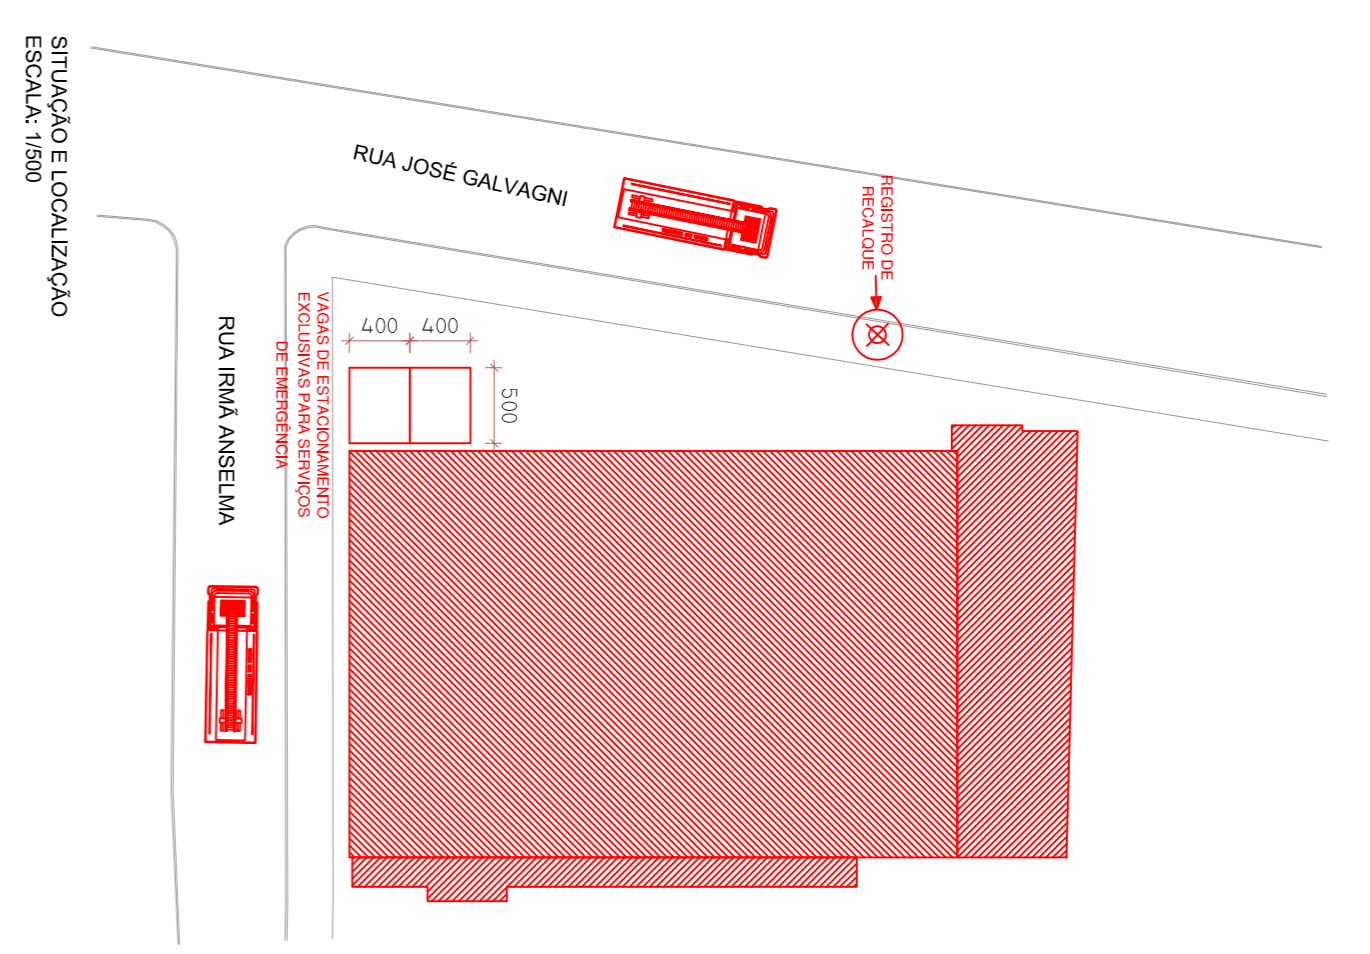 SITUAÇÃO E LOCALIZAÇÃO
ESCALA: 1/500
RUA JOSÉ GALVAGNI
REGISTRO DE
RECALQUE
VAGAS DE ESTACIONAMENTO
EXCLUSIVAS PARA SERVIÇOS
DE EMERGÊNCIA
400
400
500
RUA IRMÃ ANSELMA